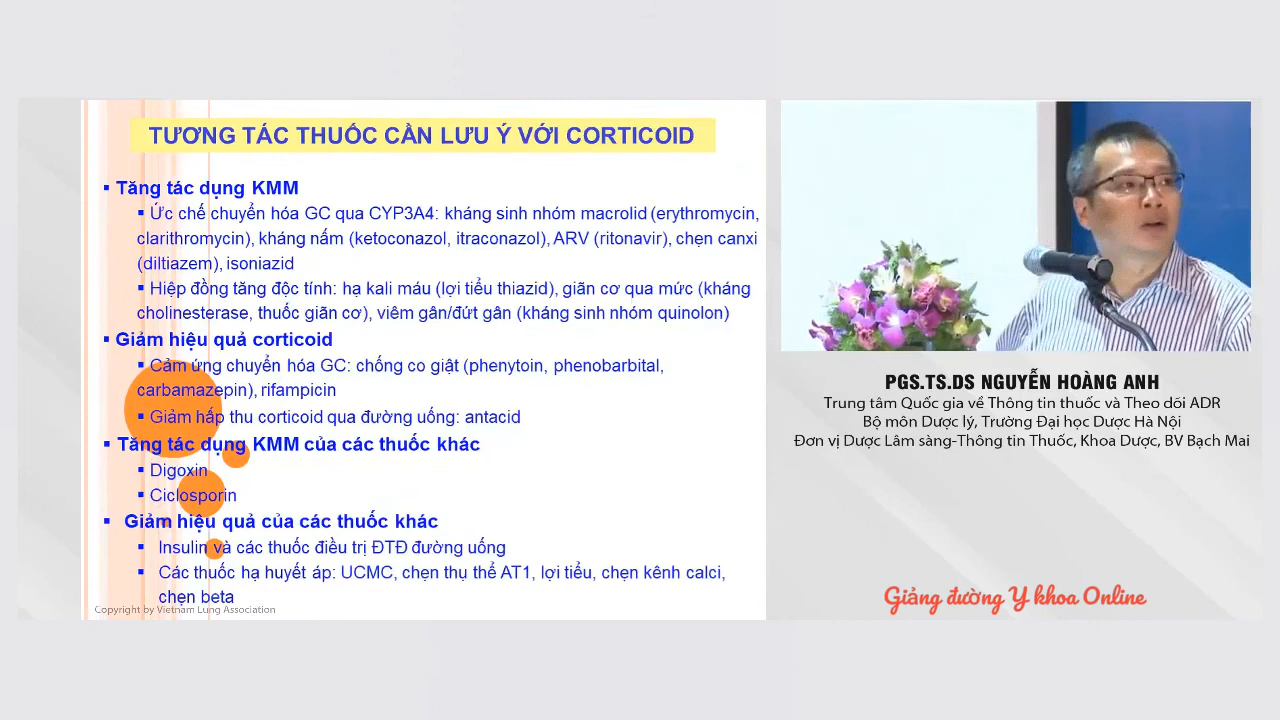 TƯƠNG TÁC THUỐC CẦN LƯU Ý VỚI CORTICOID
▪ Tăng tác dụng KMM
▪ Ức chế chuyển hóa GC qua CYP3A4: kháng sinh nhóm macrolid (erythromycin,
clarithromycin), kháng nấm (ketoconazol, itraconazol), ARV (ritonavir), chẹn canxi
(diltiazem), isoniazid
▪ Hiệp đồng tăng độc tính: hạ kali máu (lợi tiểu thiazid), giãn cơ qua mức (kháng
cholinesterase, thuốc giãn cơ), viêm gân/đứt gân (kháng sinh nhóm quinolon)
▪ Giảm hiệu quả corticoid
▪ Cảm ứng chuyển hóa GC: chống co giật (phenytoin, phenobarbital,
carbamazepin), rifampicin
▪ Giảm hấp thu corticoid qua đường uống: antacid
▪ Tăng tác dụng KMM của các thuốc khác
▪ Digoxin
▪ Ciclosporin
▪ Giảm hiệu quả của các thuốc khác
▪ Insulin và các thuốc điều trị ĐTĐ đường uống
▪ Các thuốc hạ huyết áp: UCMC, chẹn thụ thể AT1, lợi tiểu, chẹn kênh calci,
chẹn beta
Copyright by Vietnam Lung Association
PGS.TS.DS NGUYỄN HOÀNG ANH
Trung tâm Quốc gia về Thông tin thuốc và Theo dõi ADR
Bộ môn Dược lý, Trường Đại học Dược Hà Nội
Đơn vị Dược Lâm sàng-Thông tin Thuốc, Khoa Dược, BV Bạch Mai
Giảng đường Y khoa Online